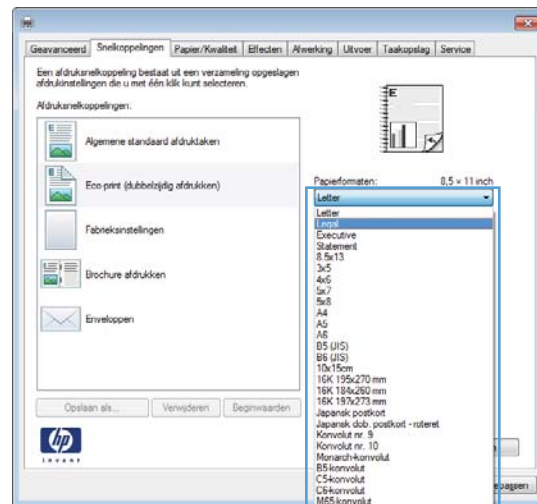 Geavanceerd Snelkoppelingen Papier/Kwaliteit Effecten Afwerking Uitvoer Taakopslag Service
Een afdruksnelkoppeling bestaat uit een verzameling opgeslagen
afdrukinstellingen die u met één klik kunt selecteren.
Afdruksnelkoppelingen:
Algemene standaard afdruktaken
Eco-print (dubbelzijdig afdrukken)
Fabrieksinstellingen
Brochure afdrukken
Enveloppen
Opslaan als... Verwijderen Beginwaarden
E
Papierformaten: 8,5 × 11 inch
Letter
Letter
Legal
Executive
Statement
8.5x13
3x5
4x6
5x7
5x8
A4
A5
A6
B5 (JIS)
B6 (JIS)
10x15cm
16K 195x270 mm
16K 184x260 mm
16K 197x273 mm
Japansk postkort
Japansk dob. postkort - roteret
Konvolut nr. 9
Konvolut nr. 10
Monarch-konvolut
B5-konvolut
C5-konvolut
C6-konvolut
M65-konvolut
hp
invent